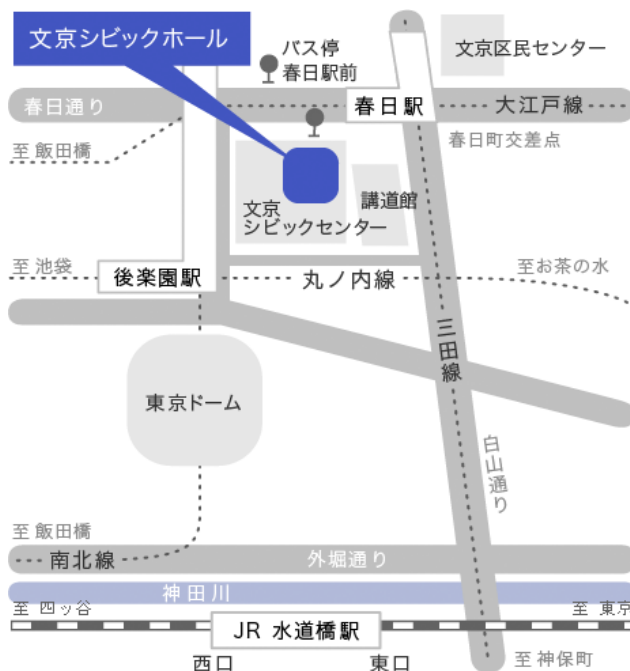 文京シビックホール
バス停
春日駅前
文京区民センター
春日通り
春日駅
大江戸線
至 飯田橋
春日町交差点
文京
シビックセンター
講道館
至 池袋
後楽園駅
丸ノ内線
至お茶の水
三田線
東京ドーム
白山通り
至 飯田橋
南北線
外堀通り
神田川
至 四ッ谷
至 東京
JR 水道橋駅
西口
東口
至 神保町